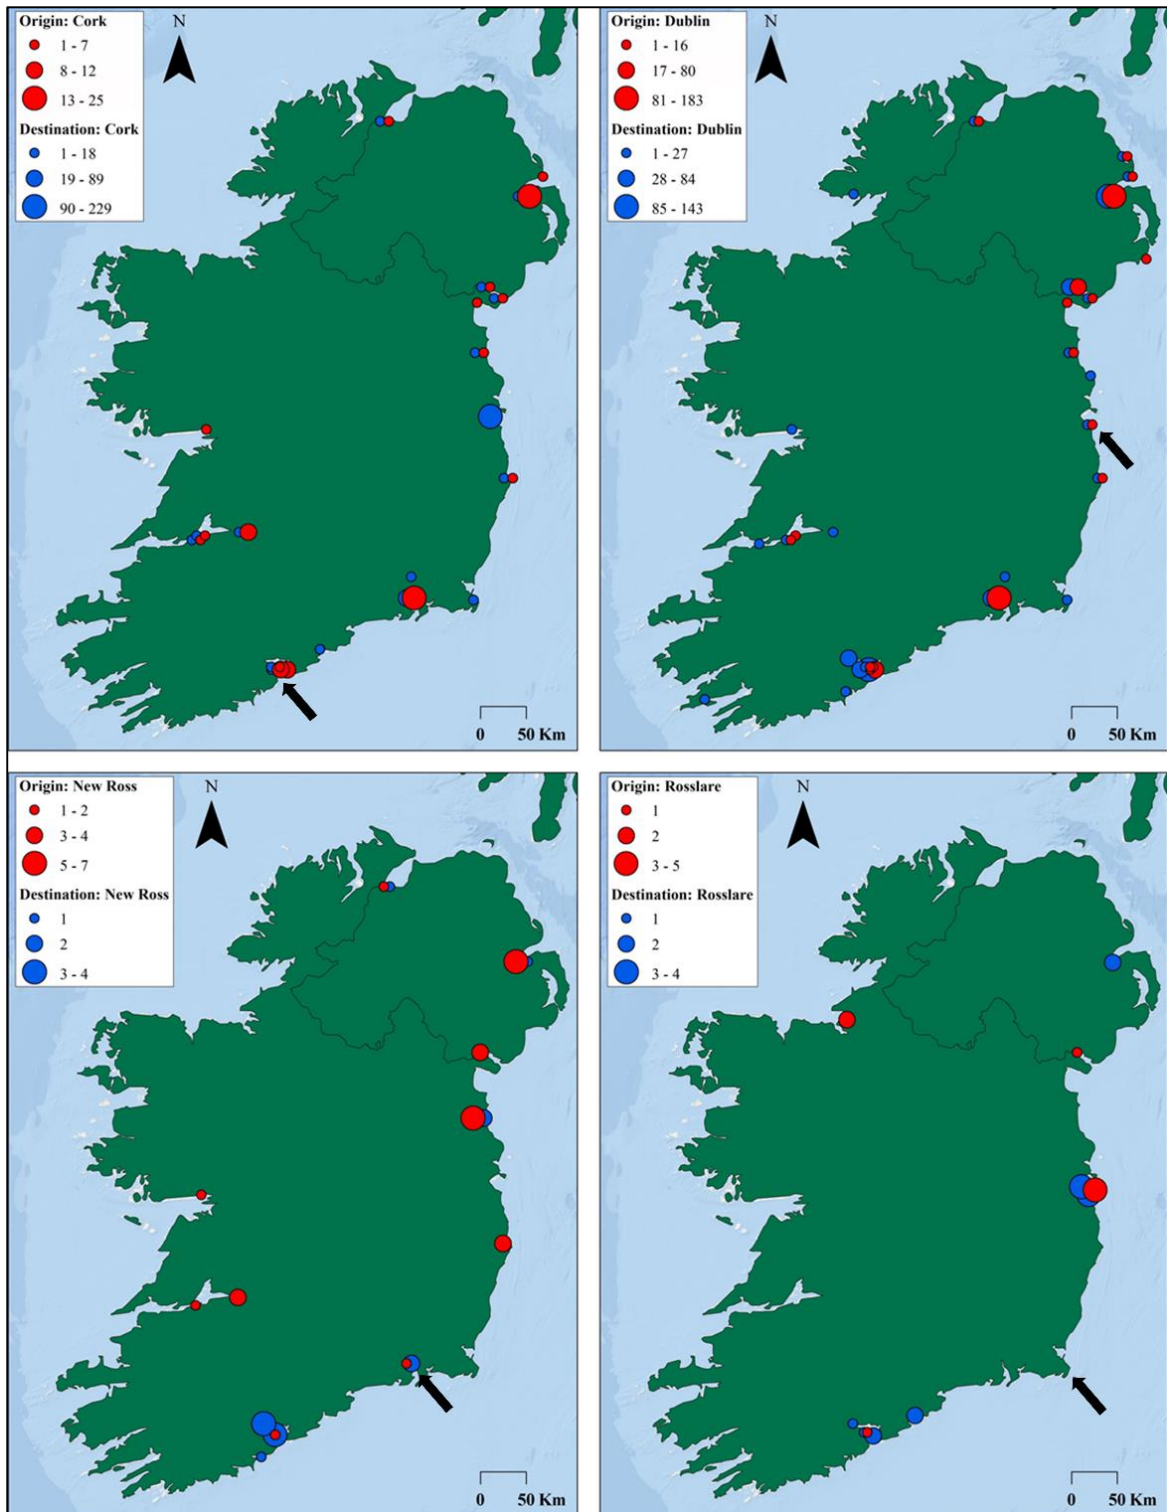 Origin: Cork
1 - 7
8 - 12
13 - 25
Destination: Cork
1 - 18
19 - 89
90 - 229
N
0 50 Km
Origin: Dublin
1 - 16
17 - 80
81 - 183
Destination: Dublin
1 - 27
28 - 84
85 - 143
N
0 50 Km
Origin: New Ross
1 - 2
3 - 4
5 - 7
Destination: New Ross
1
2
3 - 4
N
0 50 Km
Origin: Rosslare
1
2
3 - 5
Destination: Rosslare
1
2
3 - 4
N
0 50 Km